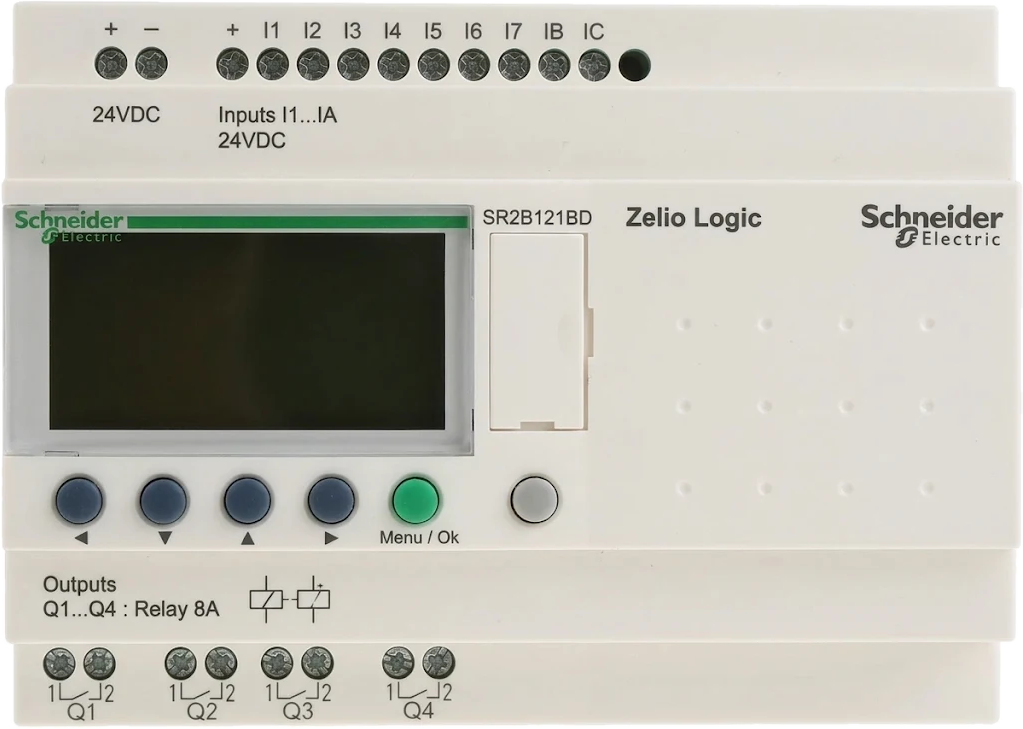 + − + I1 I2 I3 I4 I5 I6 I7 IB IC
24VDC
Inputs I1...IA
24VDC
Schneider
Electric
SR2B121BD
Zelio Logic
Schneider
Electric
Menu / Ok
Outputs
Q1...Q4 : Relay 8A
1 2 1 2 1 2 1 2
Q1 Q2 Q3 Q4